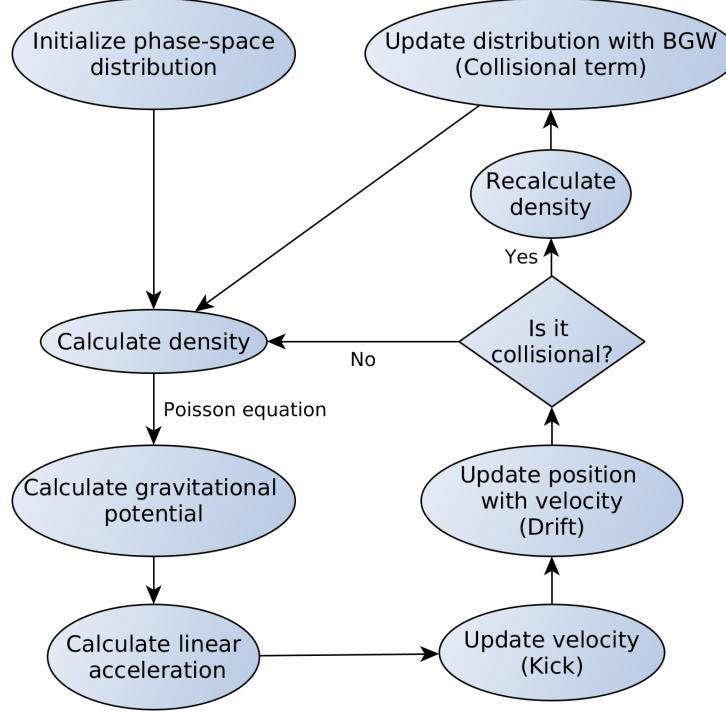 Initialize phase-space
distribution
Update distribution with BGW
(Collisional term)
Recalculate
density
Yes
Is it
collisional?
No
Calculate density
Poisson equation
Calculate gravitational
potential
Update position
with velocity
(Drift)
Calculate linear
acceleration
Update velocity
(Kick)